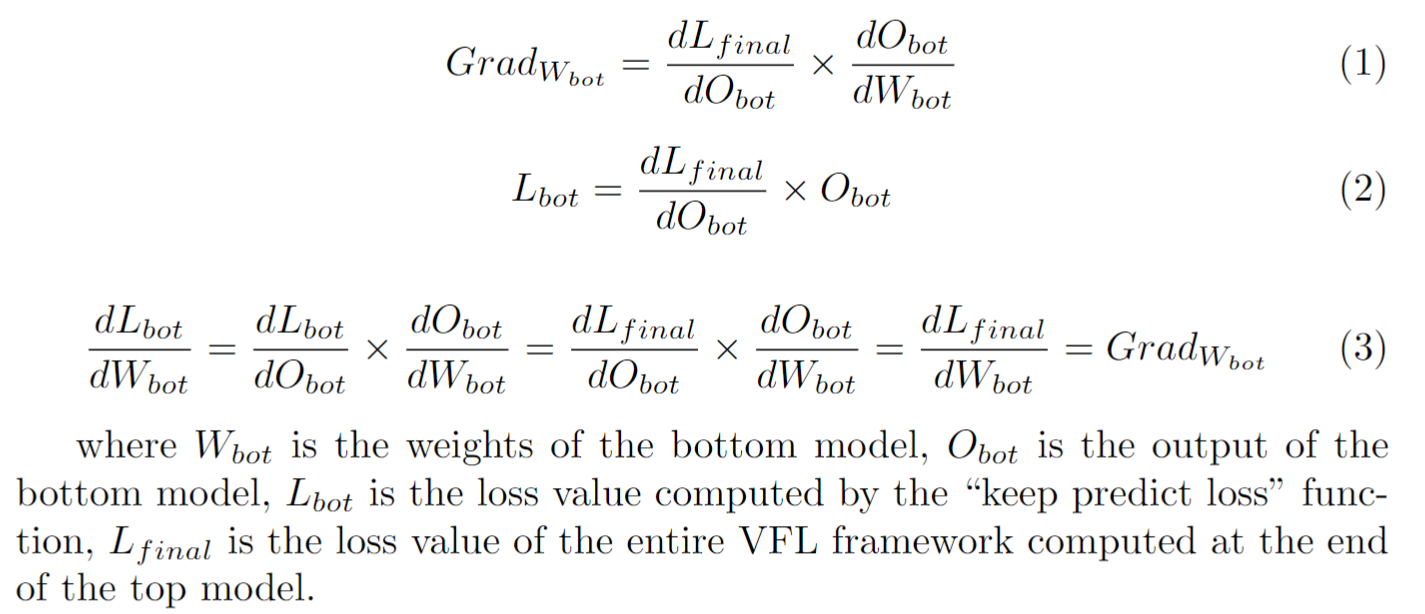 $Grad_{W_{bot}} = \frac{dL_{final}}{dO_{bot}} \times \frac{dO_{bot}}{dW_{bot}}$ (1)
$L_{bot} = \frac{dL_{final}}{dO_{bot}} \times O_{bot}$ (2)
$\frac{dL_{bot}}{dW_{bot}} = \frac{dL_{bot}}{dO_{bot}} \times \frac{dO_{bot}}{dW_{bot}} = \frac{dL_{final}}{dO_{bot}} \times \frac{dO_{bot}}{dW_{bot}} = \frac{dL_{final}}{dW_{bot}} = Grad_{W_{bot}}$ (3)
where $W_{bot}$ is the weights of the bottom model, $O_{bot}$ is the output of the
bottom model, $L_{bot}$ is the loss value computed by the “keep predict loss” func-
tion, $L_{final}$ is the loss value of the entire VFL framework computed at the end
of the top model.